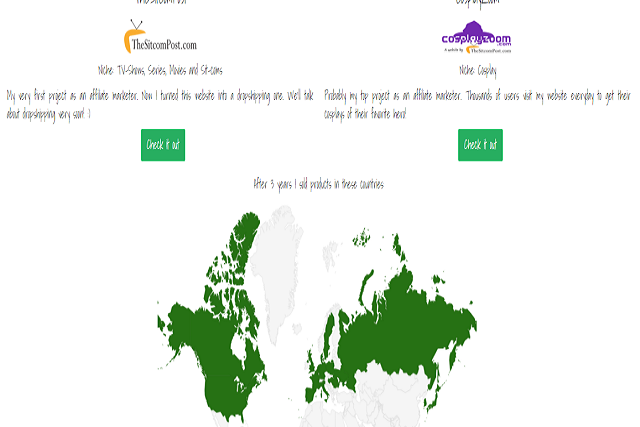 TheSitcomPost
CosplayZoom
TheSitcomPost.com
cosplayzoom
.com
A website by TheSitcomPost.com
Niche: TV-Shows, Series, Movies and Sit-coms
Niche: Cosplay
My very first project as an affiliate marketer. Now I turned this website into a dropshipping one. We'll talk
about dropshipping very soon! :)
Probably my top project as an affiliate marketer. Thousands of users visit my website everyday to get their
cosplays of their favorite hero!
Check it out
Check it out
After 3 years I sold products in these countries